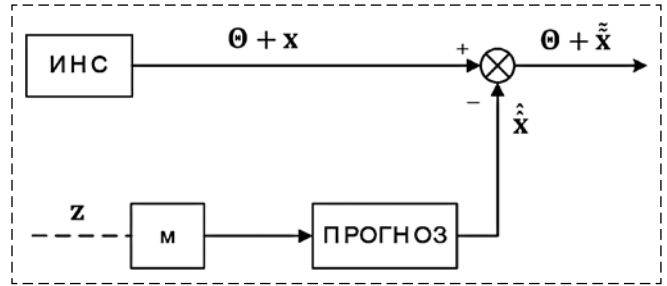 ИНС
Θ + x
+
Θ + x̃̃
−
x̂̂
z
м
ПРОГНОЗ